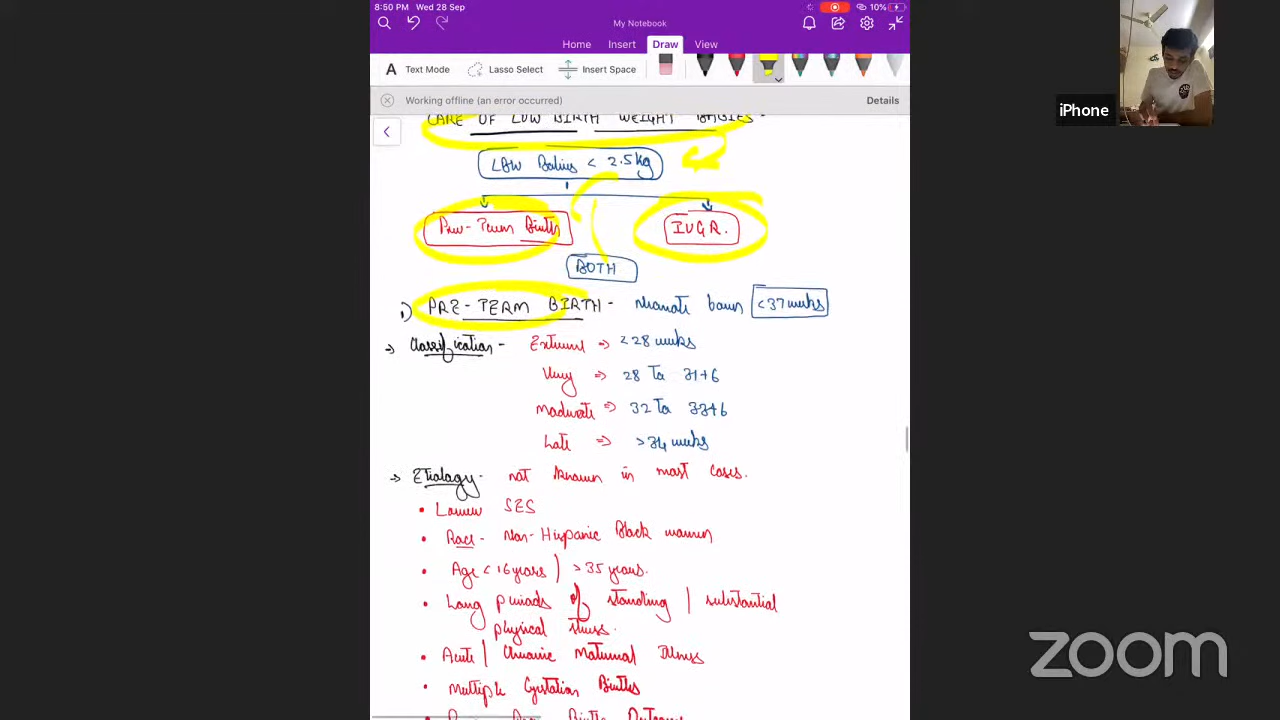 8:50 PM Wed 28 Sep
10%
My Notebook
Home Insert Draw View
A Text Mode Lasso Select Insert Space
Working offline (an error occurred) Details
CARE OF LOW BIRTH WEIGHT BABIES-
LBW Babies < 2.5kg
Pre-Term Birth IUGR.
BOTH
1) PRE-TERM BIRTH- neonate born <37 weeks
→ Classification - Extreme ⇒ <28 weeks
Very ⇒ 28 To 31+6
Moderate ⇒ 32 To 33+6
Late ⇒ >34 weeks
→ Etiology- not known in most cases.
• Lower SES
• Race- Non-Hispanic Black women
• Age <16 years | >35 years.
• Long periods of standing | substantial
physical stress.
• Acute | Chronic Maternal Illness
• Multiple Gestation Births
Birth Outcome
iPhone
zoom